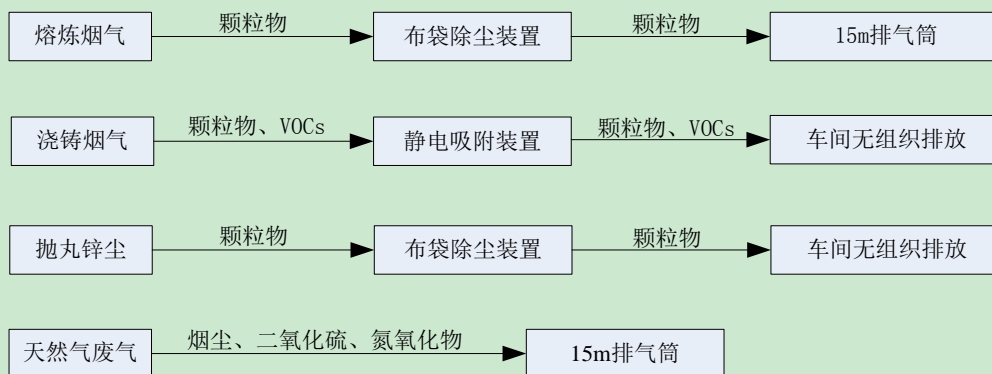 熔炼烟气 颗粒物 布袋除尘装置 颗粒物 15m排气筒
浇铸烟气 颗粒物、VOCs 静电吸附装置 颗粒物、VOCs 车间无组织排放
抛丸锌尘 颗粒物 布袋除尘装置 颗粒物 车间无组织排放
天然气废气 烟尘、二氧化硫、氮氧化物 15m排气筒